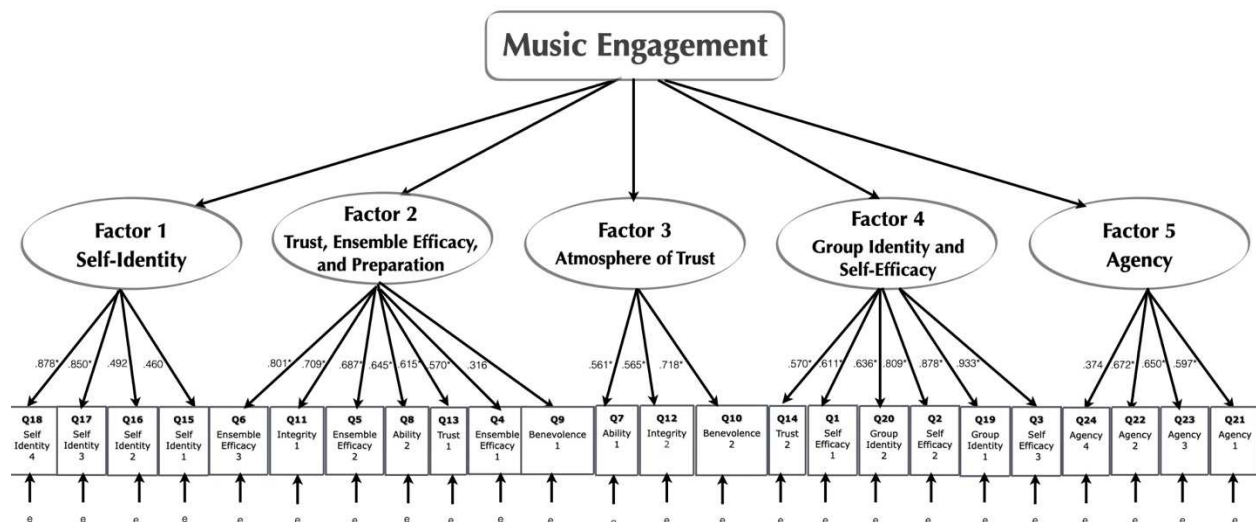 Music Engagement
Factor 1
Self-Identity
Factor 2
Trust, Ensemble Efficacy,
and Preparation
Factor 3
Atmosphere of Trust
Factor 4
Group Identity and
Self-Efficacy
Factor 5
Agency
.878* .850* .492 .460 .801* .709* .687* .645* .615* .570* .316 .561* .565* .718* .570* .611* .636* .809* .878* .933* .374 .672* .650* .597*
Q18
Self
Identity
4
Q17
Self
Identity
3
Q16
Self
Identity
2
Q15
Self
Identity
1
Q6
Ensemble
Efficacy
3
Q11
Integrity
1
Q5
Ensemble
Efficacy
2
Q8
Ability
2
Q13
Trust
1
Q4
Ensemble
Efficacy
1
Q9
Benevolence
1
Q7
Ability
1
Q12
Integrity
2
Q10
Benevolence
2
Q14
Trust
2
Q1
Self
Efficacy
1
Q20
Group
Identity
2
Q2
Self
Efficacy
2
Q19
Group
Identity
1
Q3
Self
Efficacy
3
Q24
Agency
4
Q22
Agency
2
Q23
Agency
3
Q21
Agency
1
e e e e e e e e e e e e e e e e e e e e e e e e